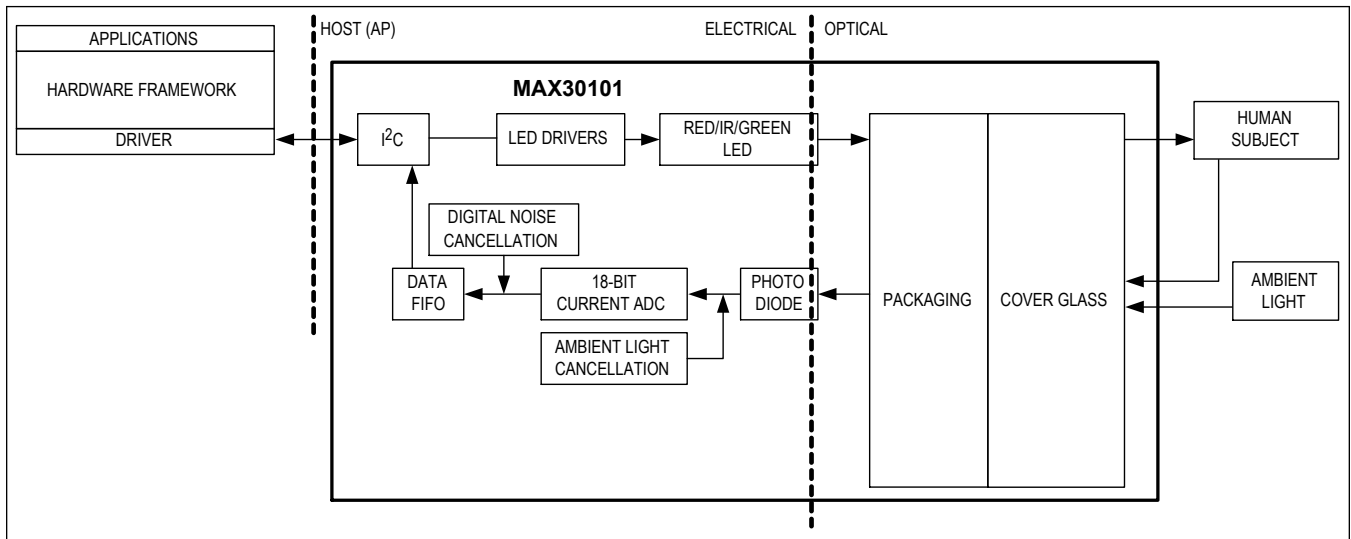 APPLICATIONS
HARDWARE FRAMEWORK
DRIVER
HOST (AP)
ELECTRICAL
OPTICAL
MAX30101
I²C
LED DRIVERS
RED/IR/GREEN
LED
HUMAN
SUBJECT
DIGITAL NOISE
CANCELLATION
DATA
FIFO
18-BIT
CURRENT ADC
PHOTO
DIODE
AMBIENT LIGHT
CANCELLATION
PACKAGING
COVER GLASS
AMBIENT
LIGHT